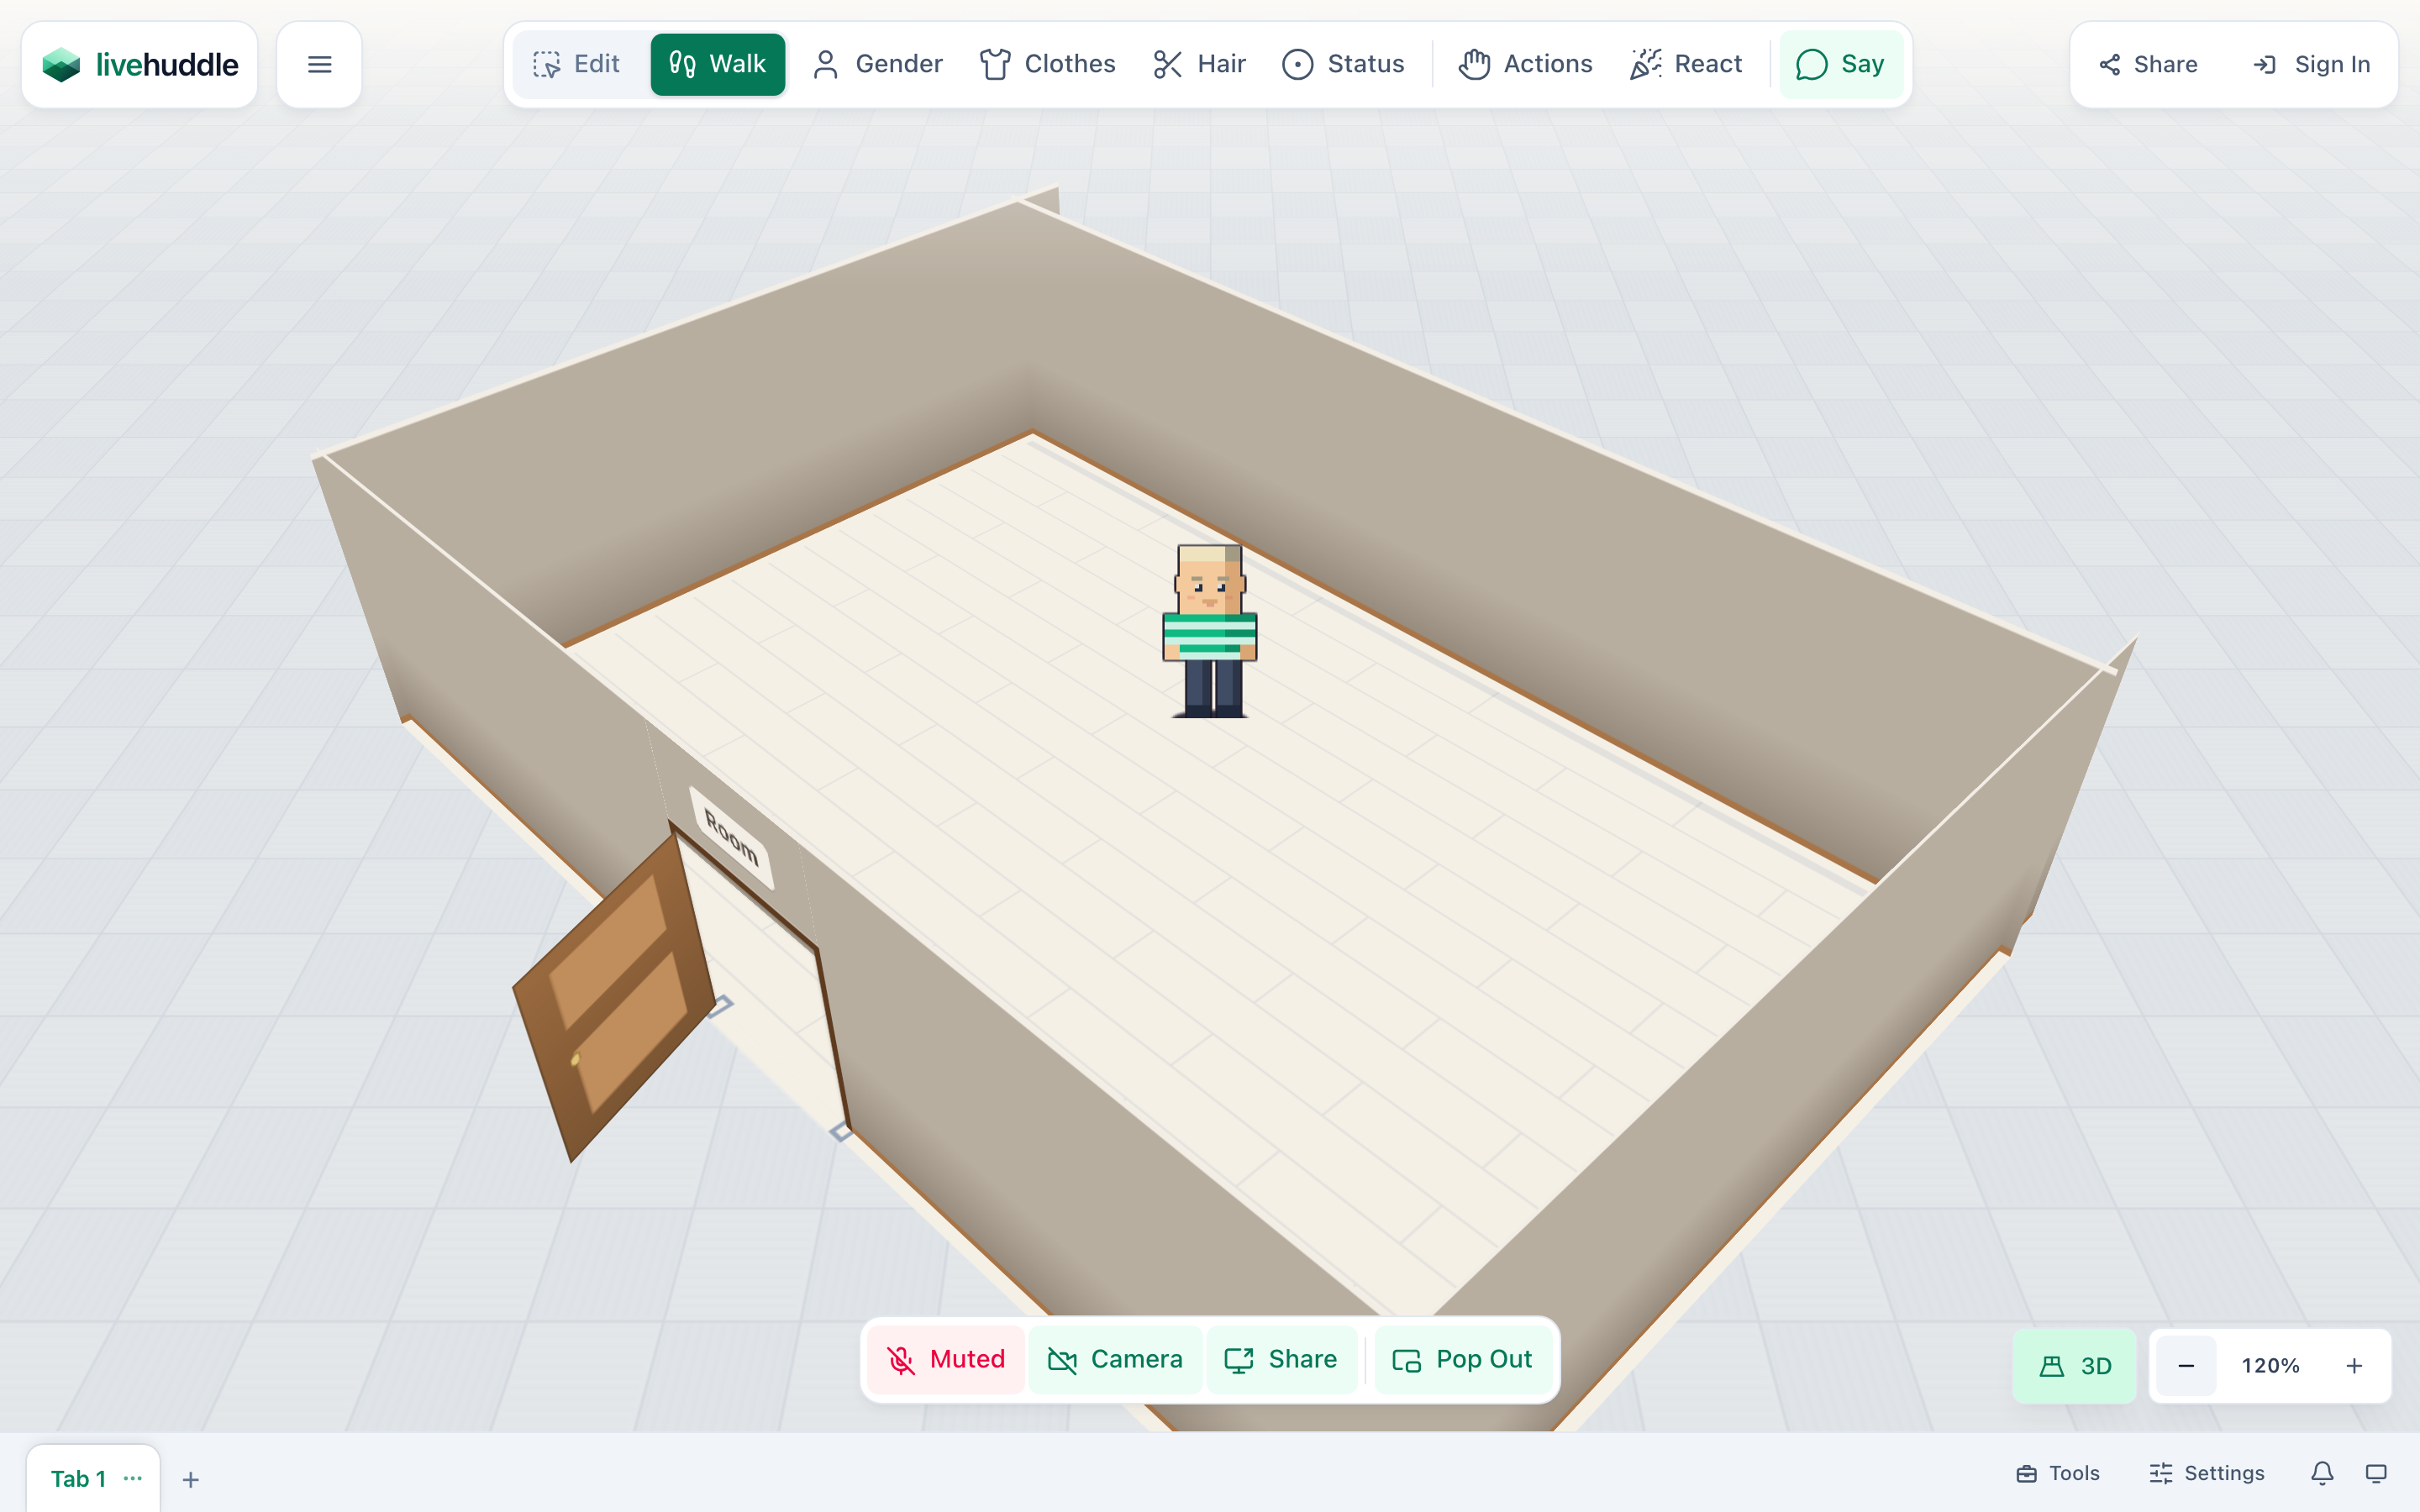 livehuddle
Edit
Walk
Gender
Clothes
Hair
Status
Actions
React
Say
Share
Sign In
Room
Muted
Camera
Share
Pop Out
3D
120%
Tab 1
Tools
Settings